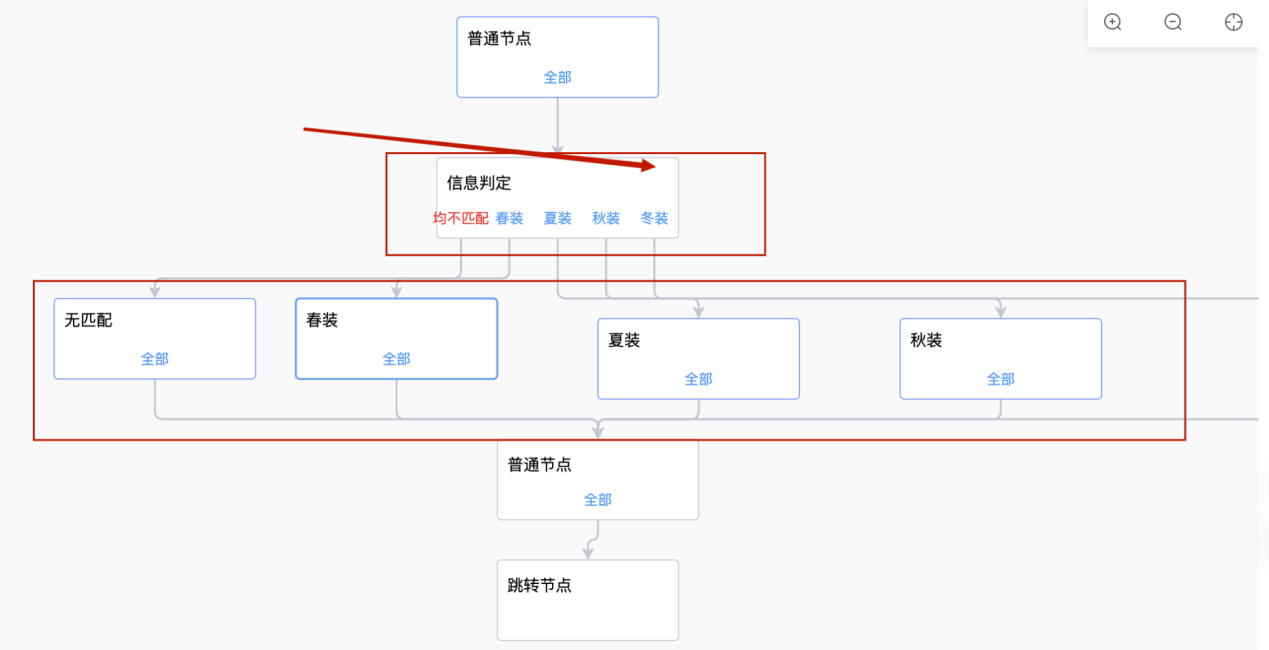 普通节点
全部
信息判定
均不匹配 春装 夏装 秋装 冬装
无匹配
全部
春装
全部
夏装
全部
秋装
全部
普通节点
全部
跳转节点